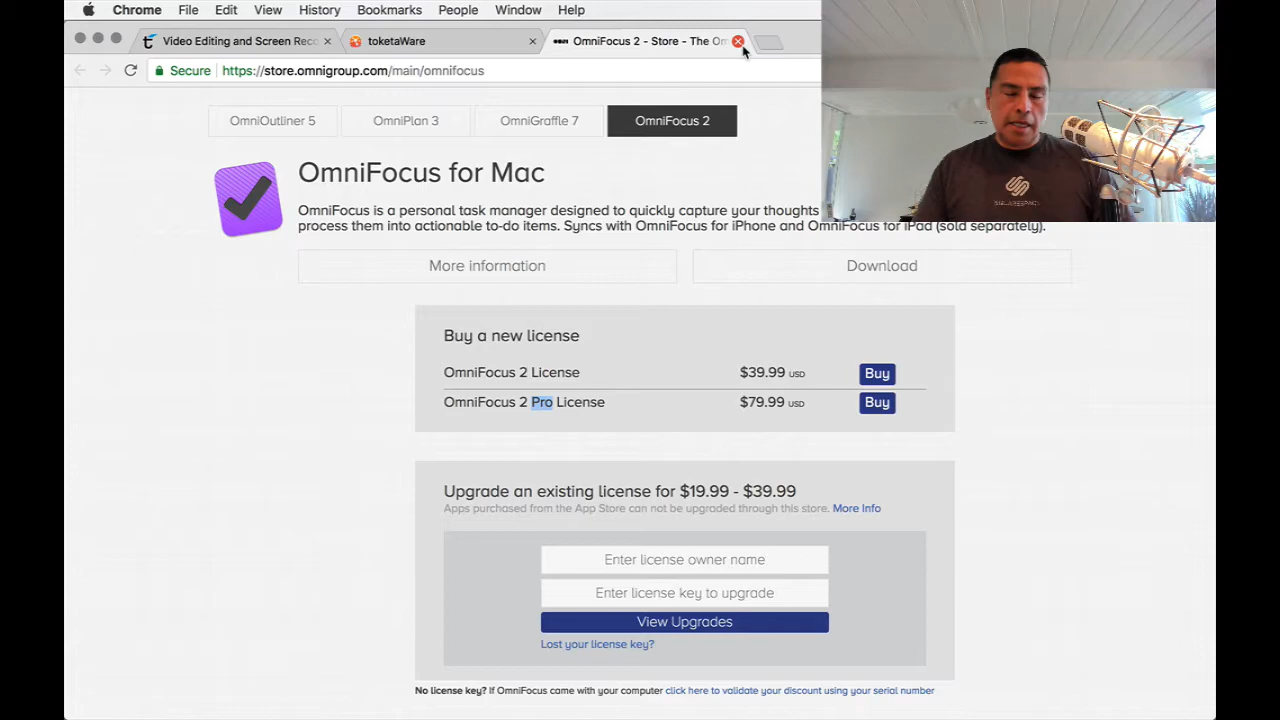 Chrome File Edit View History Bookmarks People Window Help
Video Editing and Screen Reco
toketaWare
OmniFocus 2 - Store - The Om
Secure https://store.omnigroup.com/main/omnifocus
OmniOutliner 5 OmniPlan 3 OmniGraffle 7 OmniFocus 2
OmniFocus for Mac
OmniFocus is a personal task manager designed to quickly capture your thoughts
process them into actionable to-do items. Syncs with OmniFocus for iPhone and OmniFocus for iPad (sold separately).
More information Download
Buy a new license
OmniFocus 2 License $39.99 USD Buy
OmniFocus 2 Pro License $79.99 USD Buy
Upgrade an existing license for $19.99 - $39.99
Apps purchased from the App Store can not be upgraded through this store. More Info
Enter license owner name
Enter license key to upgrade
View Upgrades
Lost your license key?
No license key? If OmniFocus came with your computer click here to validate your discount using your serial number
SQUARESPACE